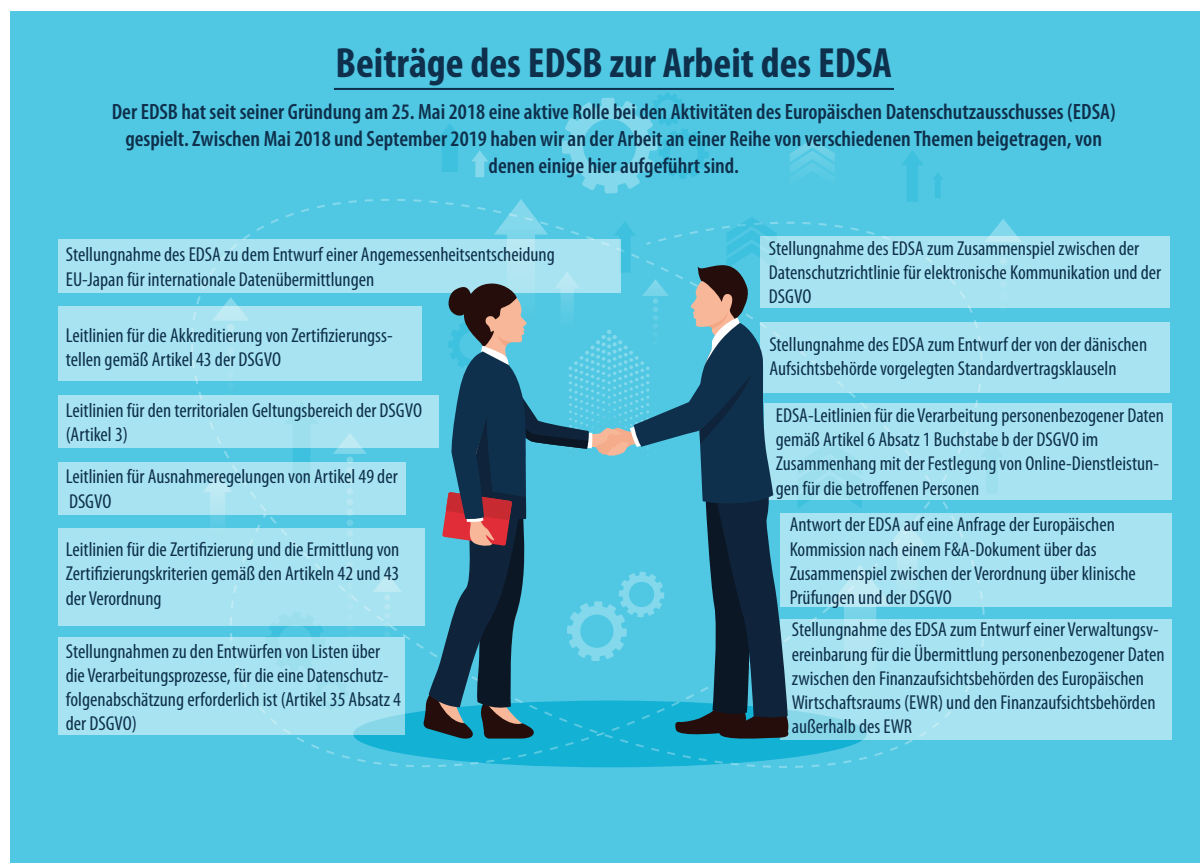 Beiträge des EDSB zur Arbeit des EDSA
Der EDSB hat seit seiner Gründung am 25. Mai 2018 eine aktive Rolle bei den Aktivitäten des Europäischen Datenschutzausschusses (EDSA)
gespielt. Zwischen Mai 2018 und September 2019 haben wir an der Arbeit an einer Reihe von verschiedenen Themen beigetragen, von
denen einige hier aufgeführt sind.
Stellungnahme des EDSA zu dem Entwurf einer Angemessenheitsentscheidung
EU-Japan für internationale Datenübermittlungen
Leitlinien für die Akkreditierung von Zertifizierungss-
tellen gemäß Artikel 43 der DSGVO
Leitlinien für den territorialen Geltungsbereich der DSGVO
(Artikel 3)
Leitlinien für Ausnahmeregelungen von Artikel 49 der
DSGVO
Leitlinien für die Zertifizierung und die Ermittlung von
Zertifizierungskriterien gemäß den Artikeln 42 und 43
der Verordnung
Stellungnahmen zu den Entwürfen von Listen über
die Verarbeitungsprozesse, für die eine Datenschutz-
folgenabschätzung erforderlich ist (Artikel 35 Absatz 4
der DSGVO)
Stellungnahme des EDSA zum Zusammenspiel zwischen der
Datenschutzrichtlinie für elektronische Kommunikation und der
DSGVO
Stellungnahme des EDSA zum Entwurf der von der dänischen
Aufsichtsbehörde vorgelegten Standardvertragsklauseln
EDSA-Leitlinien für die Verarbeitung personenbezogener Daten
gemäß Artikel 6 Absatz 1 Buchstabe b der DSGVO im
Zusammenhang mit der Festlegung von Online-Dienstleistun-
gen für die betroffenen Personen
Antwort der EDSA auf eine Anfrage der Europäischen
Kommission nach einem F&A-Dokument über das
Zusammenspiel zwischen der Verordnung über klinische
Prüfungen und der DSGVO
Stellungnahme des EDSA zum Entwurf einer Verwaltungsv-
ereinbarung für die Übermittlung personenbezogener Daten
zwischen den Finanzaufsichtsbehörden des Europäischen
Wirtschaftsraums (EWR) und den Finanzaufsichtsbehörden
außerhalb des EWR